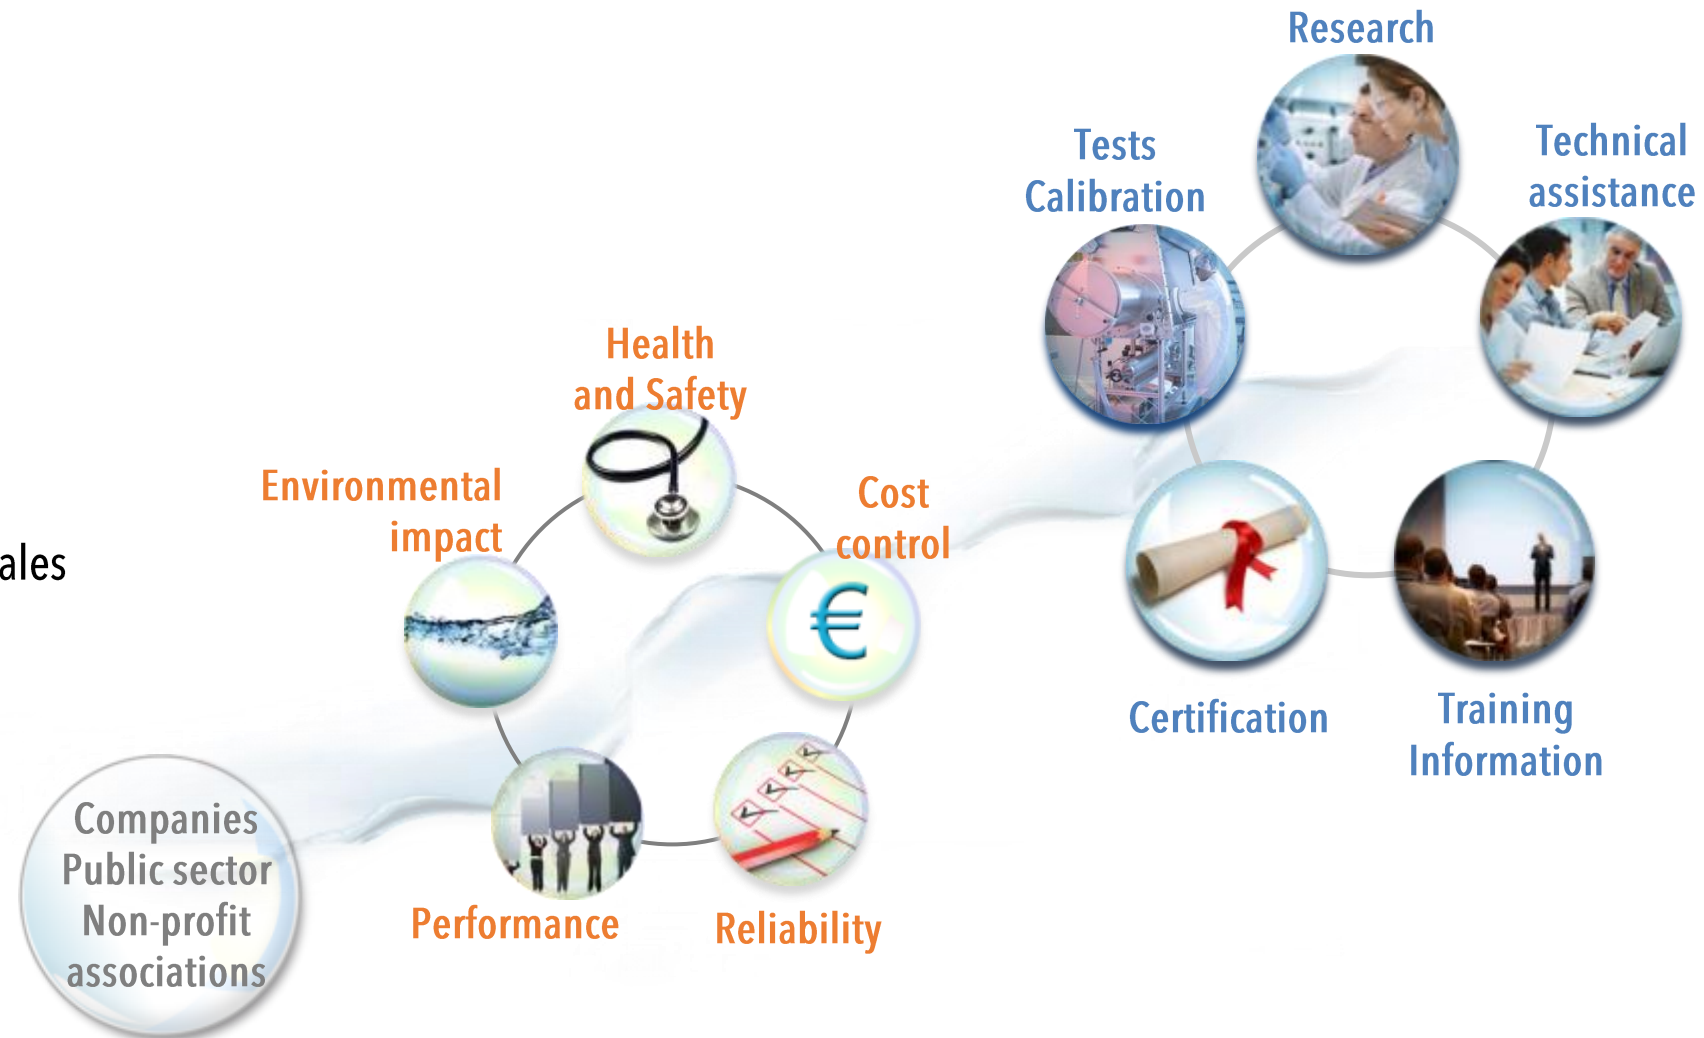 Research
Tests
Calibration
Technical
assistance
Health
and Safety
Environmental
impact
Cost
control
€
ales
Certification
Training
Information
Companies
Public sector
Non-profit
associations
Performance
Reliability